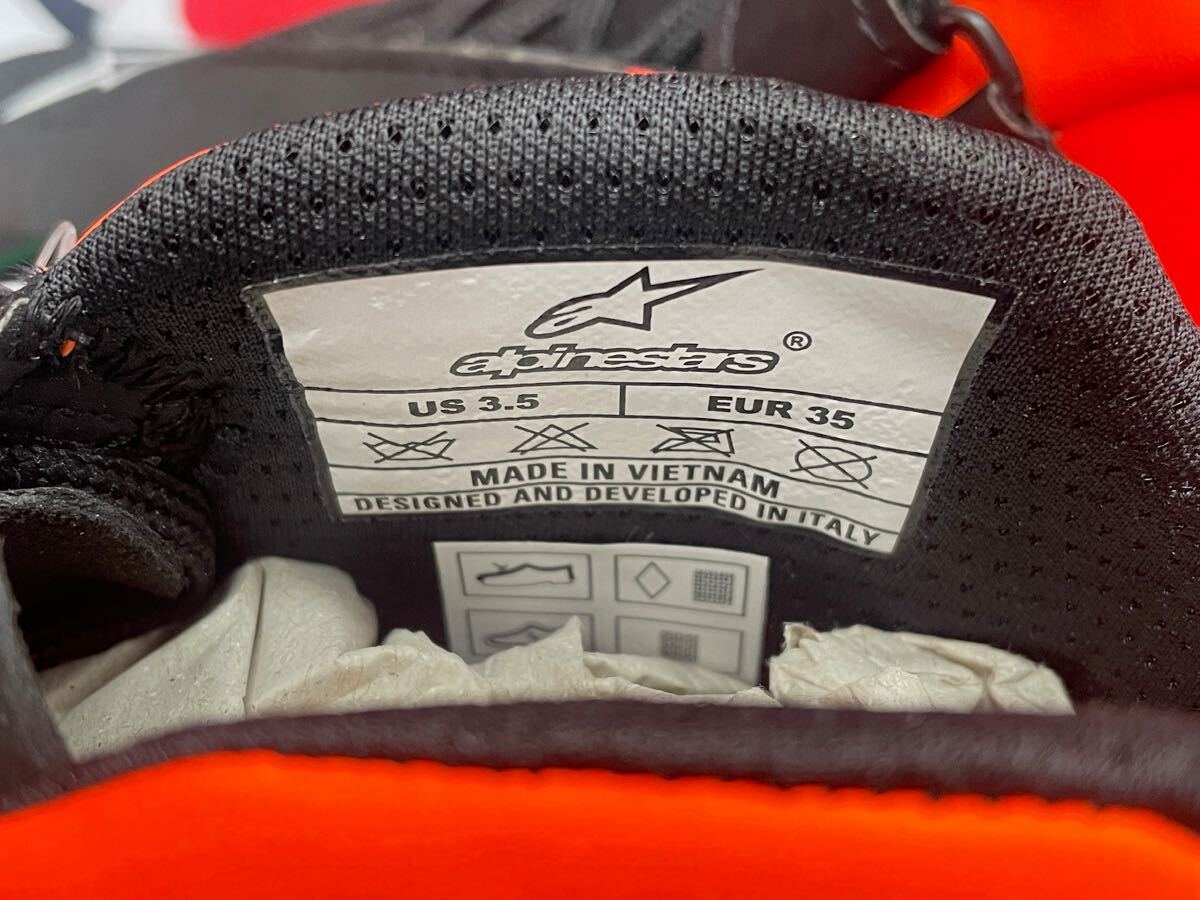 alpinestars®
US 3.5 EUR 35
MADE IN VIETNAM
DESIGNED AND DEVELOPED IN ITALY